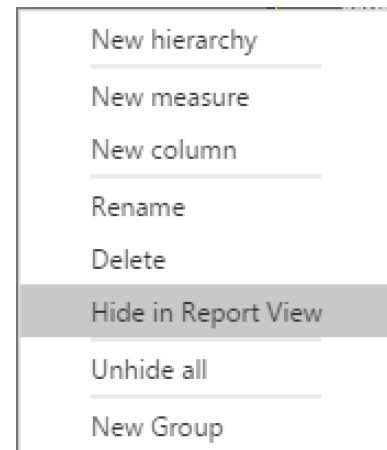 New hierarchy
New measure
New column
Rename
Delete
Hide in Report View
Unhide all
New Group